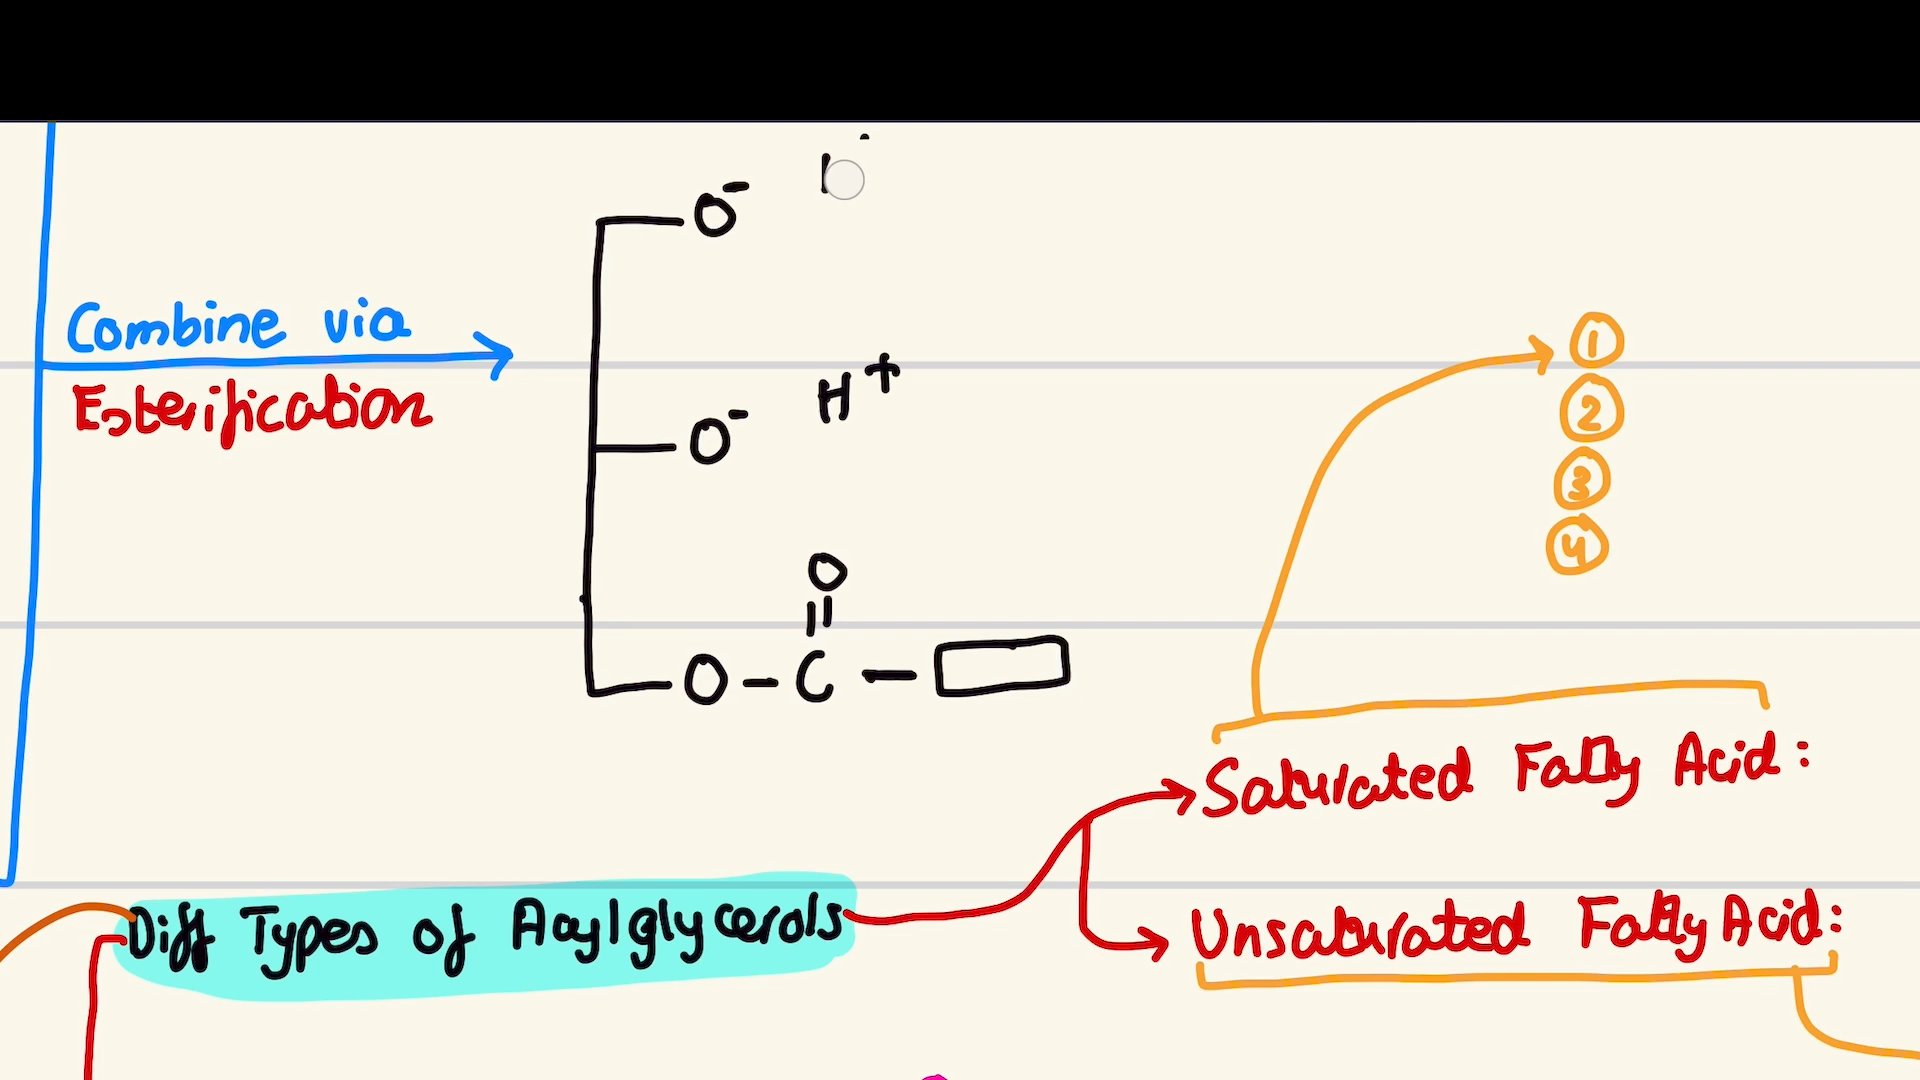 O⁻
Combine via
Esterification
H⁺
O⁻
O
||
O - C -
1
2
3
4
Saturated Fatty Acid:
Diff Types of Acylglycerols
Unsaturated Fatty Acid: